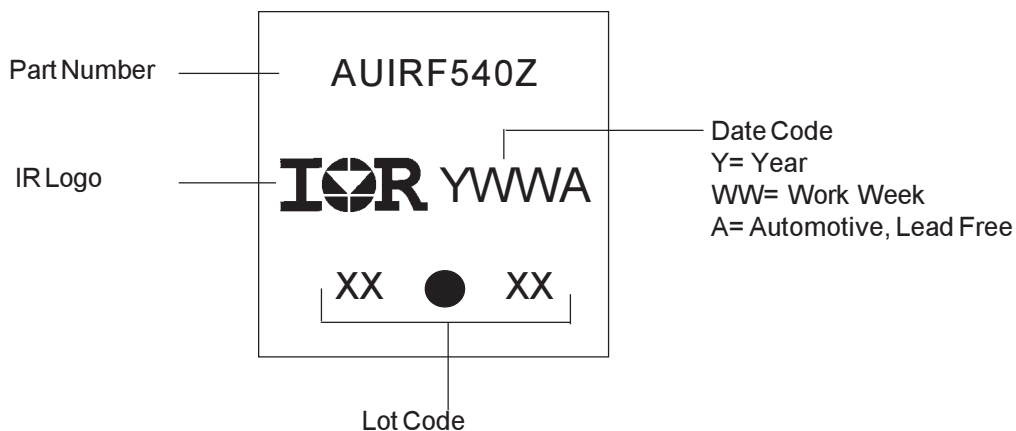 Part Number
AUIRF540Z
IR Logo
IOR YWWA
Date Code
Y= Year
WW= Work Week
A= Automotive, Lead Free
XX XX
Lot Code